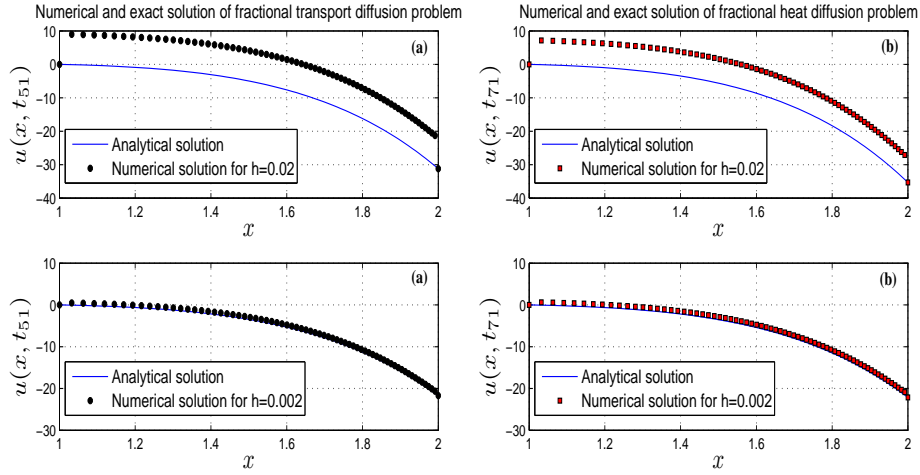 Numerical and exact solution of fractional transport diffusion problem
10
0
−10
−20
−30
−40
u(x, t51)
(a)
Analytical solution
Numerical solution for h=0.02
1 1.2 1.4 1.6 1.8 2
x
Numerical and exact solution of fractional heat diffusion problem
10
0
−10
−20
−30
−40
u(x, t71)
(b)
Analytical solution
Numerical solution for h=0.02
1 1.2 1.4 1.6 1.8 2
x
10
0
−10
−20
−30
u(x, t51)
(a)
Analytical solution
Numerical solution for h=0.002
1 1.2 1.4 1.6 1.8 2
x
10
0
−10
−20
−30
u(x, t71)
(b)
Analytical solution
Numerical solution for h=0.002
1 1.2 1.4 1.6 1.8 2
x